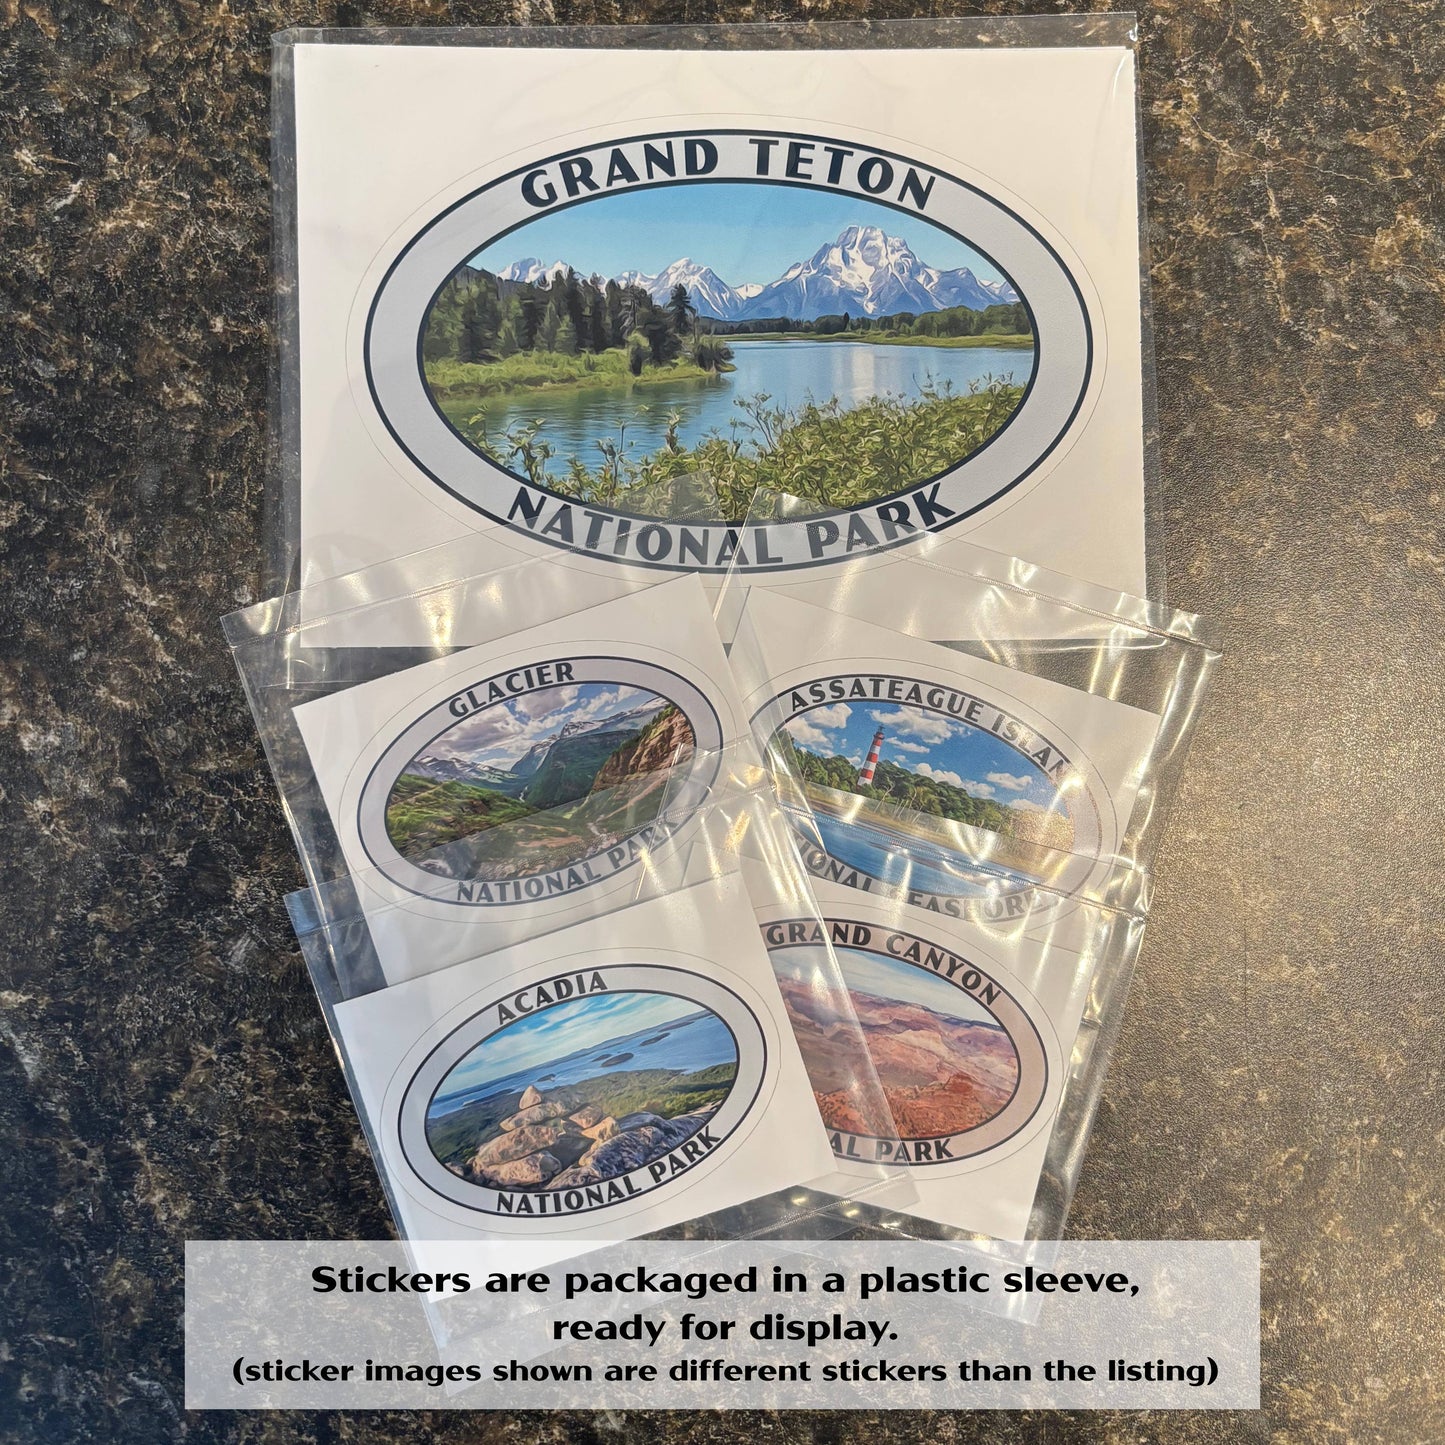 GRAND TETON
NATIONAL PARK
GLACIER
NATIONAL PARK
ASSATEAGUE ISLAN
IONAL SEASHORE
ACADIA
NATIONAL PARK
GRAND CANYON
AL PARK
Stickers are packaged in a plastic sleeve,
ready for display.
(sticker images shown are different stickers than the listing)